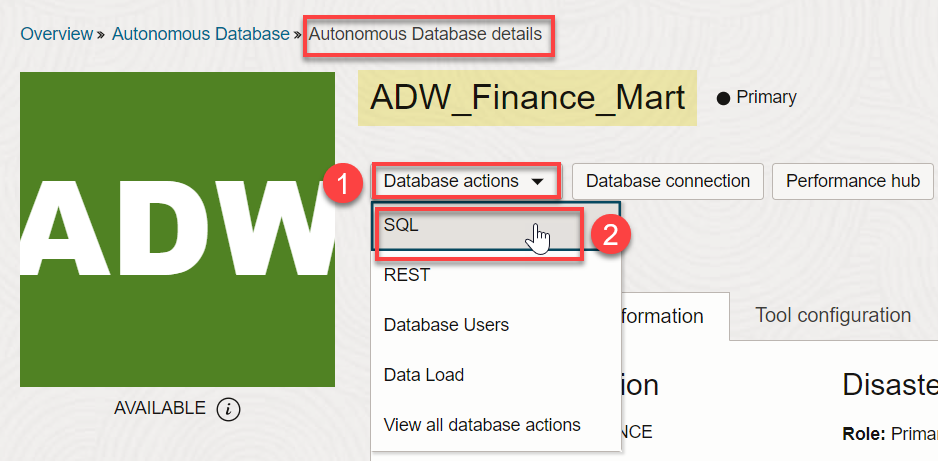 Overview » Autonomous Database » Autonomous Database details
ADW
ADW_Finance_Mart
Primary
1
Database actions
Database connection
Performance hub
SQL
2
REST
Database Users
formation
Tool configuration
Data Load
ion
Disaste
AVAILABLE i
View all database actions
NCE
Role: Prima